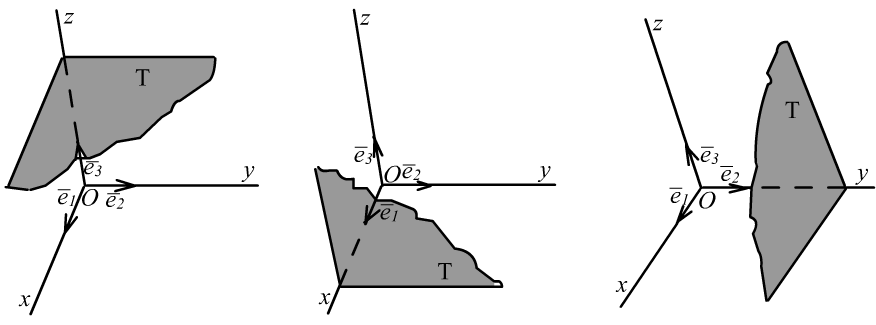 z
T
ē₃
y
ē₁
O
ē₂
x
z
ē₃
O
ē₂
y
ē₁
T
x
z
T
ē₃
ē₂
y
ē₁
O
x